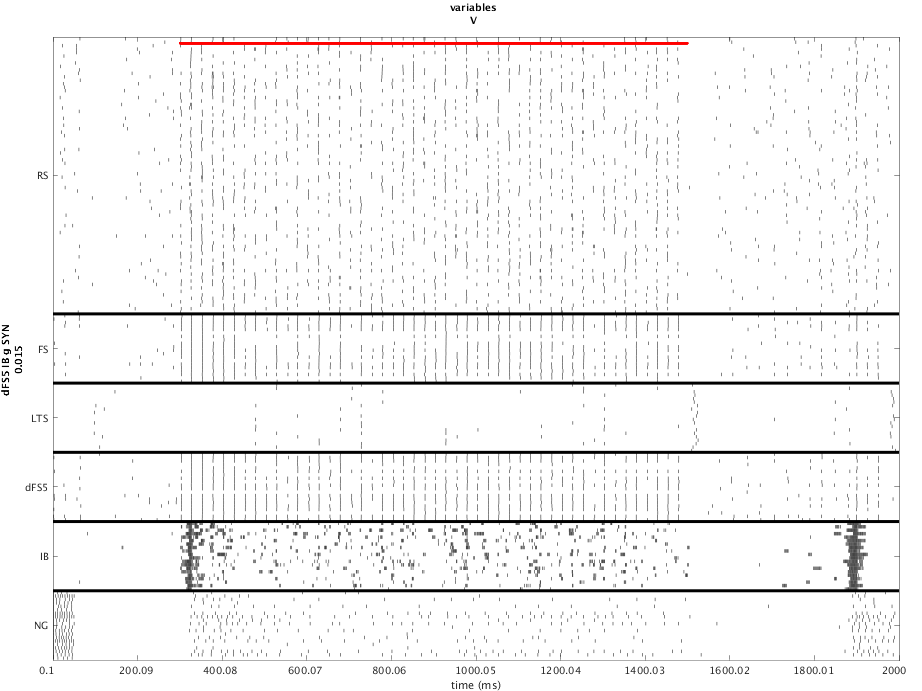 variables
V
RS
FS
LTS
dFS5
IB
NG
dFS5 IB g SYN
0.015
0.1
200.09
400.08
600.07
800.06
1000.05
1200.04
1400.03
1600.02
1800.01
2000
time (ms)